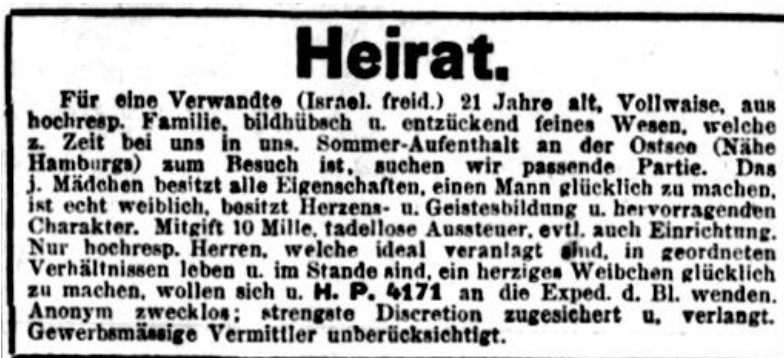 Heirat.
Für eine Verwandte (Israel. freid.) 21 Jahre alt, Vollwaise, aus
hochresp. Familie, bildhübsch u. entzückend feines Wesen, welche
z. Zeit bei uns in uns. Sommer-Aufenthalt an der Ostsee (Nähe
Hamburgs) zum Besuch ist, suchen wir passende Partie. Das
j. Mädchen besitzt alle Eigenschaften, einen Mann glücklich zu machen,
ist echt weiblich, besitzt Herzens- u. Geistesbildung u. hervorragenden
Charakter. Mitgift 10 Mille, tadellose Aussteuer, evtl. auch Einrichtung.
Nur hochresp. Herren, welche ideal veranlagt sind, in geordneten
Verhältnissen leben u. im Stande sind, ein herziges Weibchen glücklich
zu machen, wollen sich u. H. P. 4171 an die Exped. d. Bl. wenden.
Anonym zwecklos; strengste Discretion zugesichert u. verlangt.
Gewerbsmässige Vermittler unberücksichtigt.